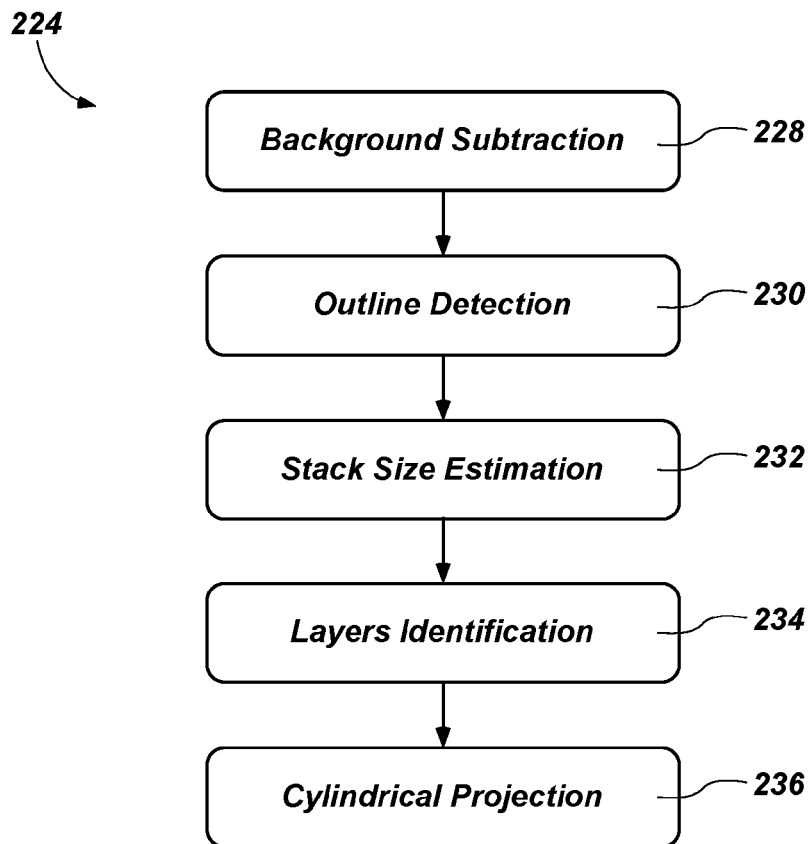 224
Background Subtraction
228
Outline Detection
230
Stack Size Estimation
232
Layers Identification
234
Cylindrical Projection
236